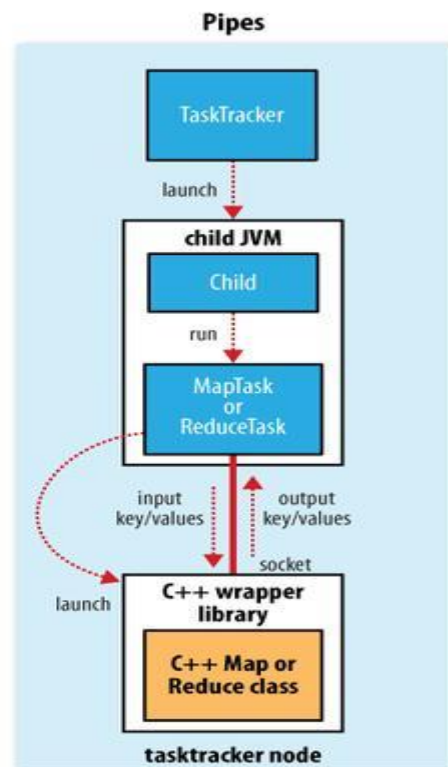 Pipes
TaskTracker
launch
child JVM
Child
run
MapTask
or
ReduceTask
input
key/values
output
key/values
socket
launch
C++ wrapper
library
C++ Map or
Reduce class
tasktracker node